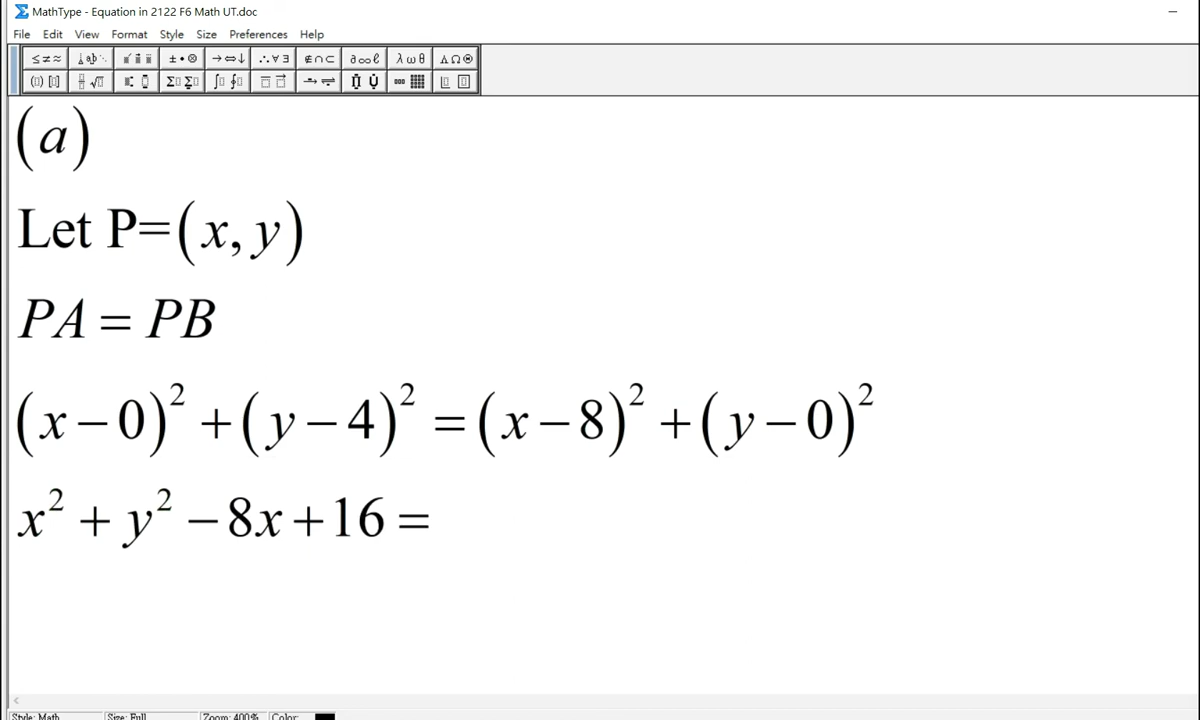 MathType - Equation in 2122 F6 Math UT.doc
File Edit View Format Style Size Preferences Help
(a)
Let P=(x, y)
PA = PB
(x−0)² +(y−4)² =(x−8)² +(y−0)²
x² + y² −8x+16 =
Style: Math Size: Full Zoom: 400% Color: